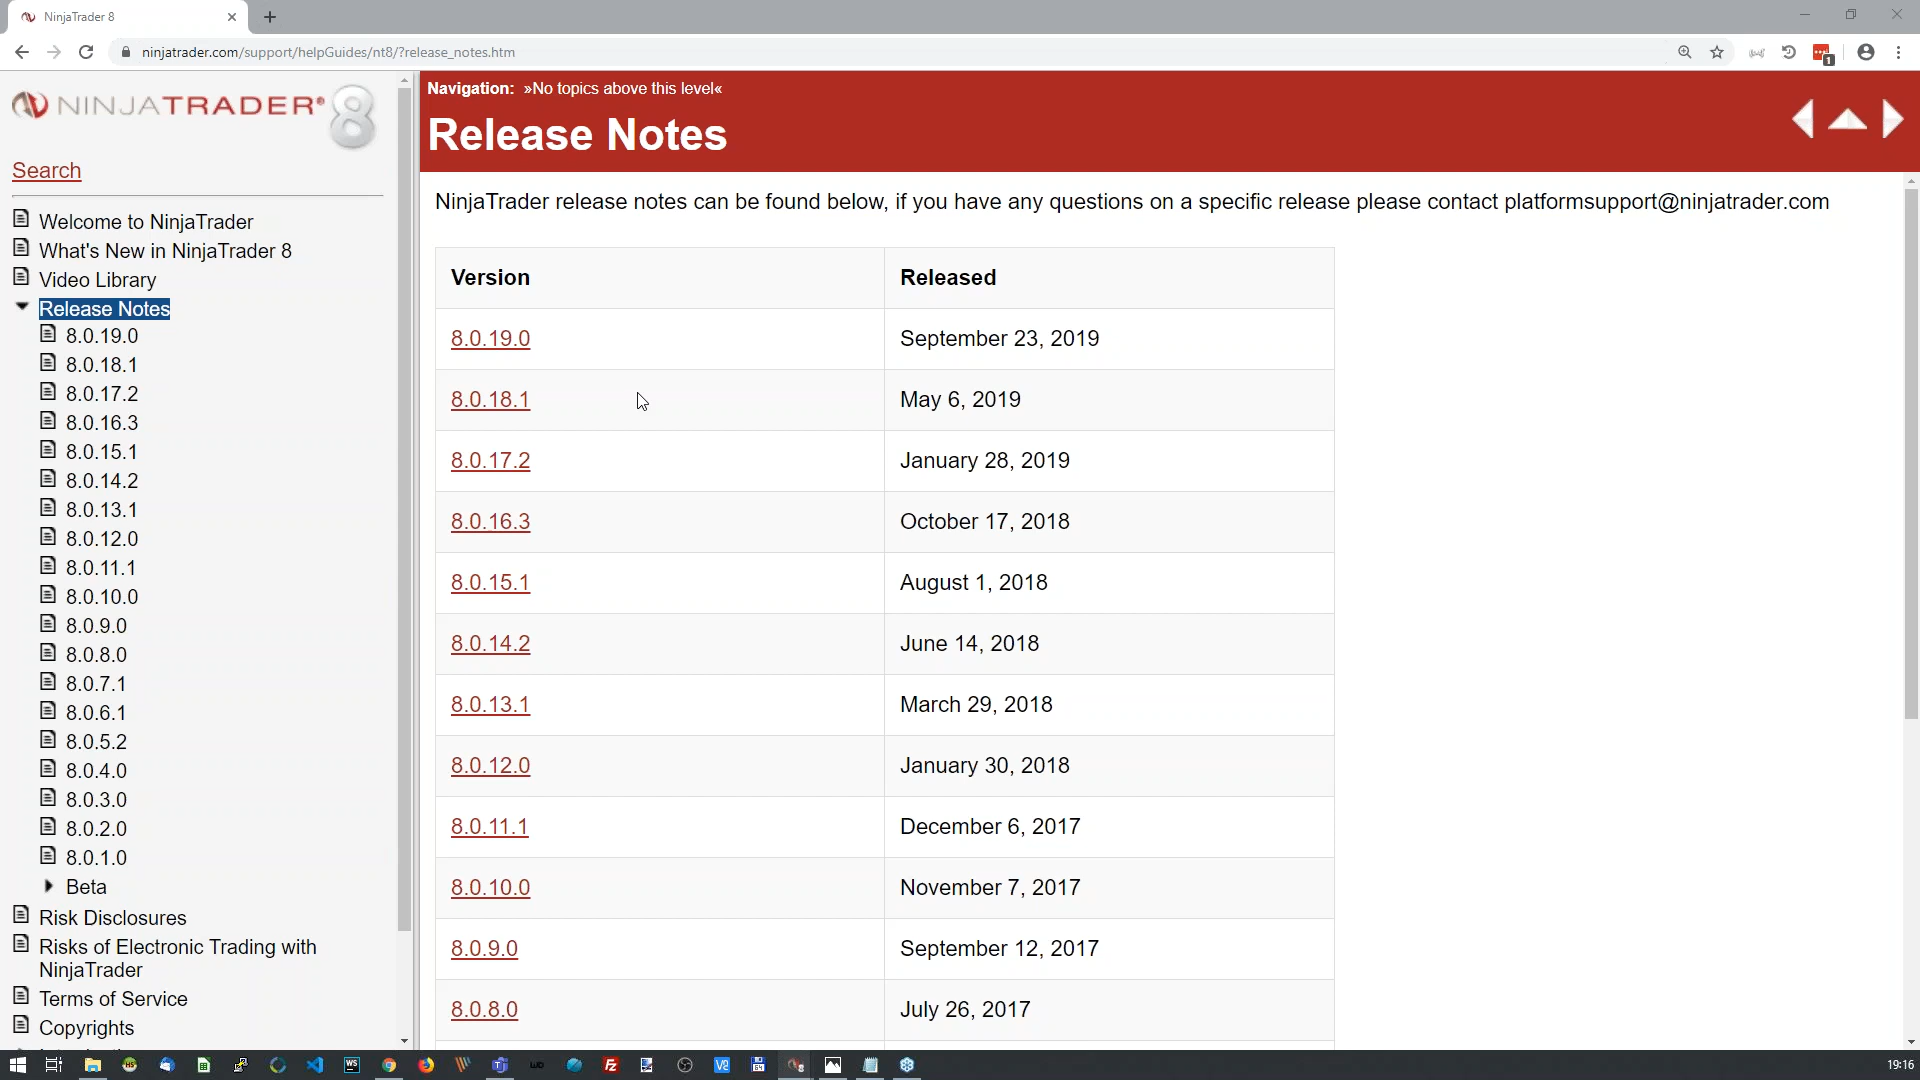 NinjaTrader 8
ninjatrader.com/support/helpGuides/nt8/?release_notes.htm
1
NINJATRADER® 8
Search
Welcome to NinjaTrader
What's New in NinjaTrader 8
Video Library
Release Notes
8.0.19.0
8.0.18.1
8.0.17.2
8.0.16.3
8.0.15.1
8.0.14.2
8.0.13.1
8.0.12.0
8.0.11.1
8.0.10.0
8.0.9.0
8.0.8.0
8.0.7.1
8.0.6.1
8.0.5.2
8.0.4.0
8.0.3.0
8.0.2.0
8.0.1.0
Beta
Risk Disclosures
Risks of Electronic Trading with
NinjaTrader
Terms of Service
Copyrights
Navigation: »No topics above this level«
Release Notes
NinjaTrader release notes can be found below, if you have any questions on a specific release please contact platformsupport@ninjatrader.com
Version Released
8.0.19.0 September 23, 2019
8.0.18.1 May 6, 2019
8.0.17.2 January 28, 2019
8.0.16.3 October 17, 2018
8.0.15.1 August 1, 2018
8.0.14.2 June 14, 2018
8.0.13.1 March 29, 2018
8.0.12.0 January 30, 2018
8.0.11.1 December 6, 2017
8.0.10.0 November 7, 2017
8.0.9.0 September 12, 2017
8.0.8.0 July 26, 2017
19:16